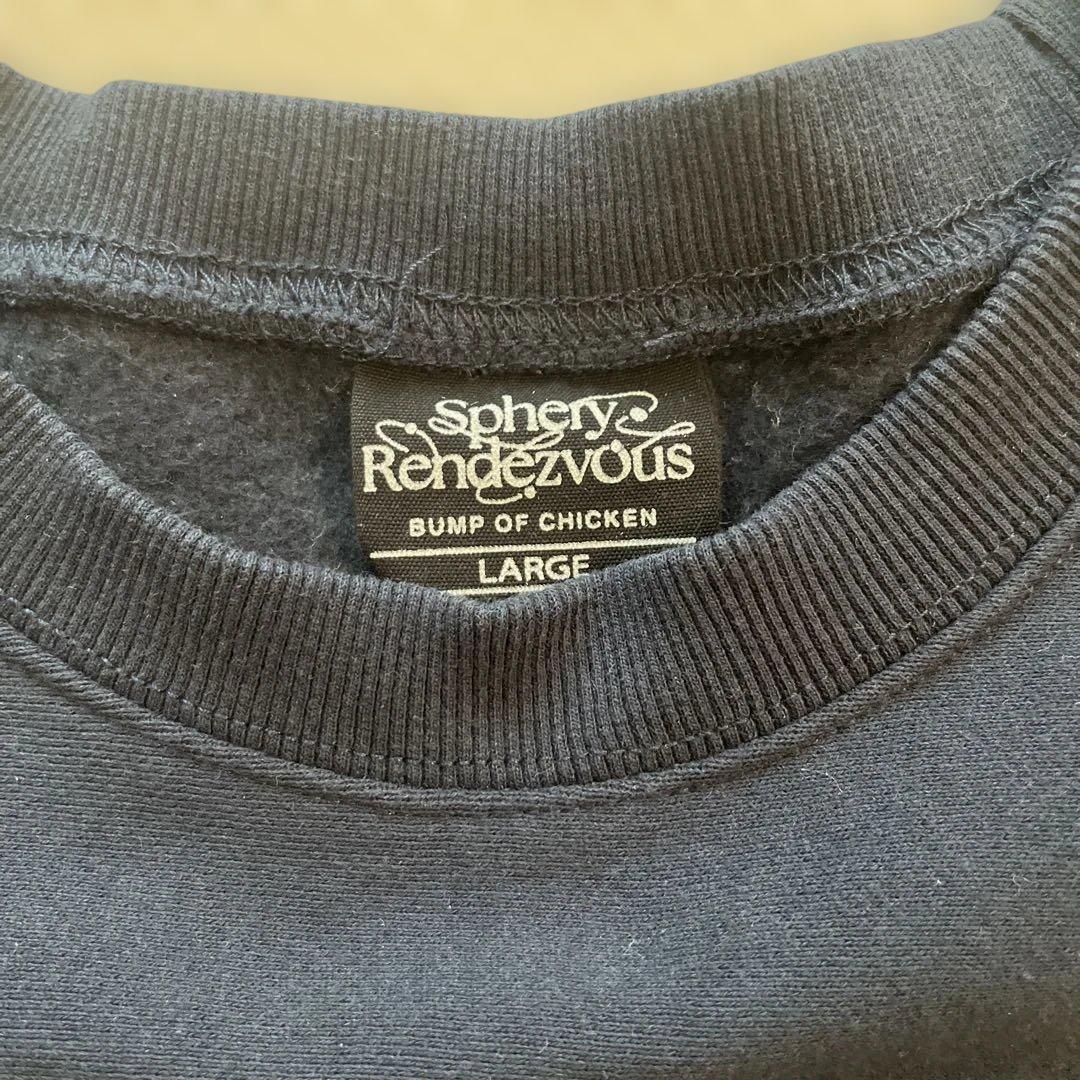 Sphery
Rendezvous
BUMP OF CHICKEN
LARGE